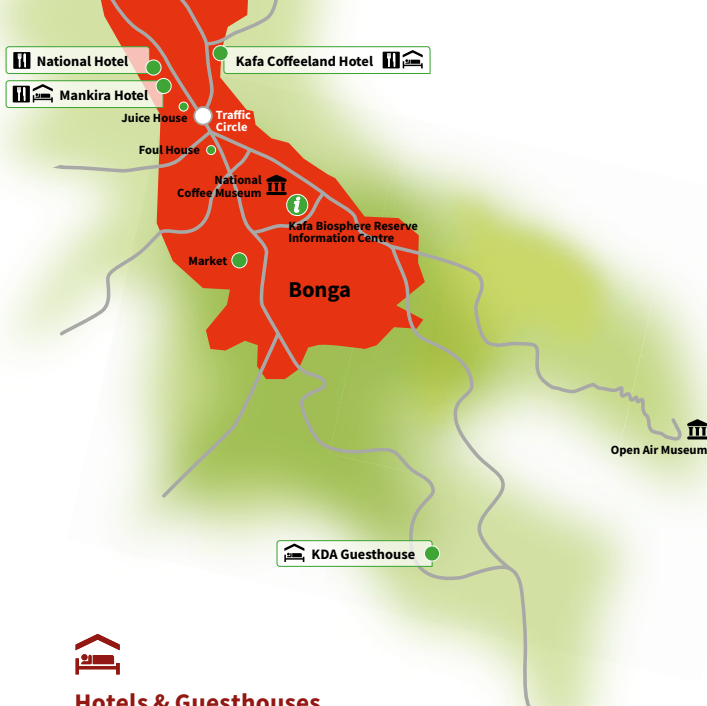 National Hotel
Kafa Coffeeland Hotel
Mankira Hotel
Juice House
Traffic
Circle
Foul House
National
Coffee Museum
i
Kafa Biosphere Reserve
Information Centre
Market
Bonga
Open Air Museum
KDA Guesthouse
Hotels & Guesthouses